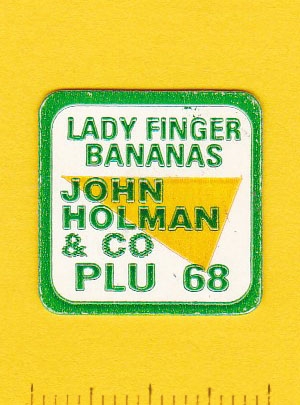 LADY FINGER
BANANAS
JOHN
HOLMAN
& CO
PLU 68